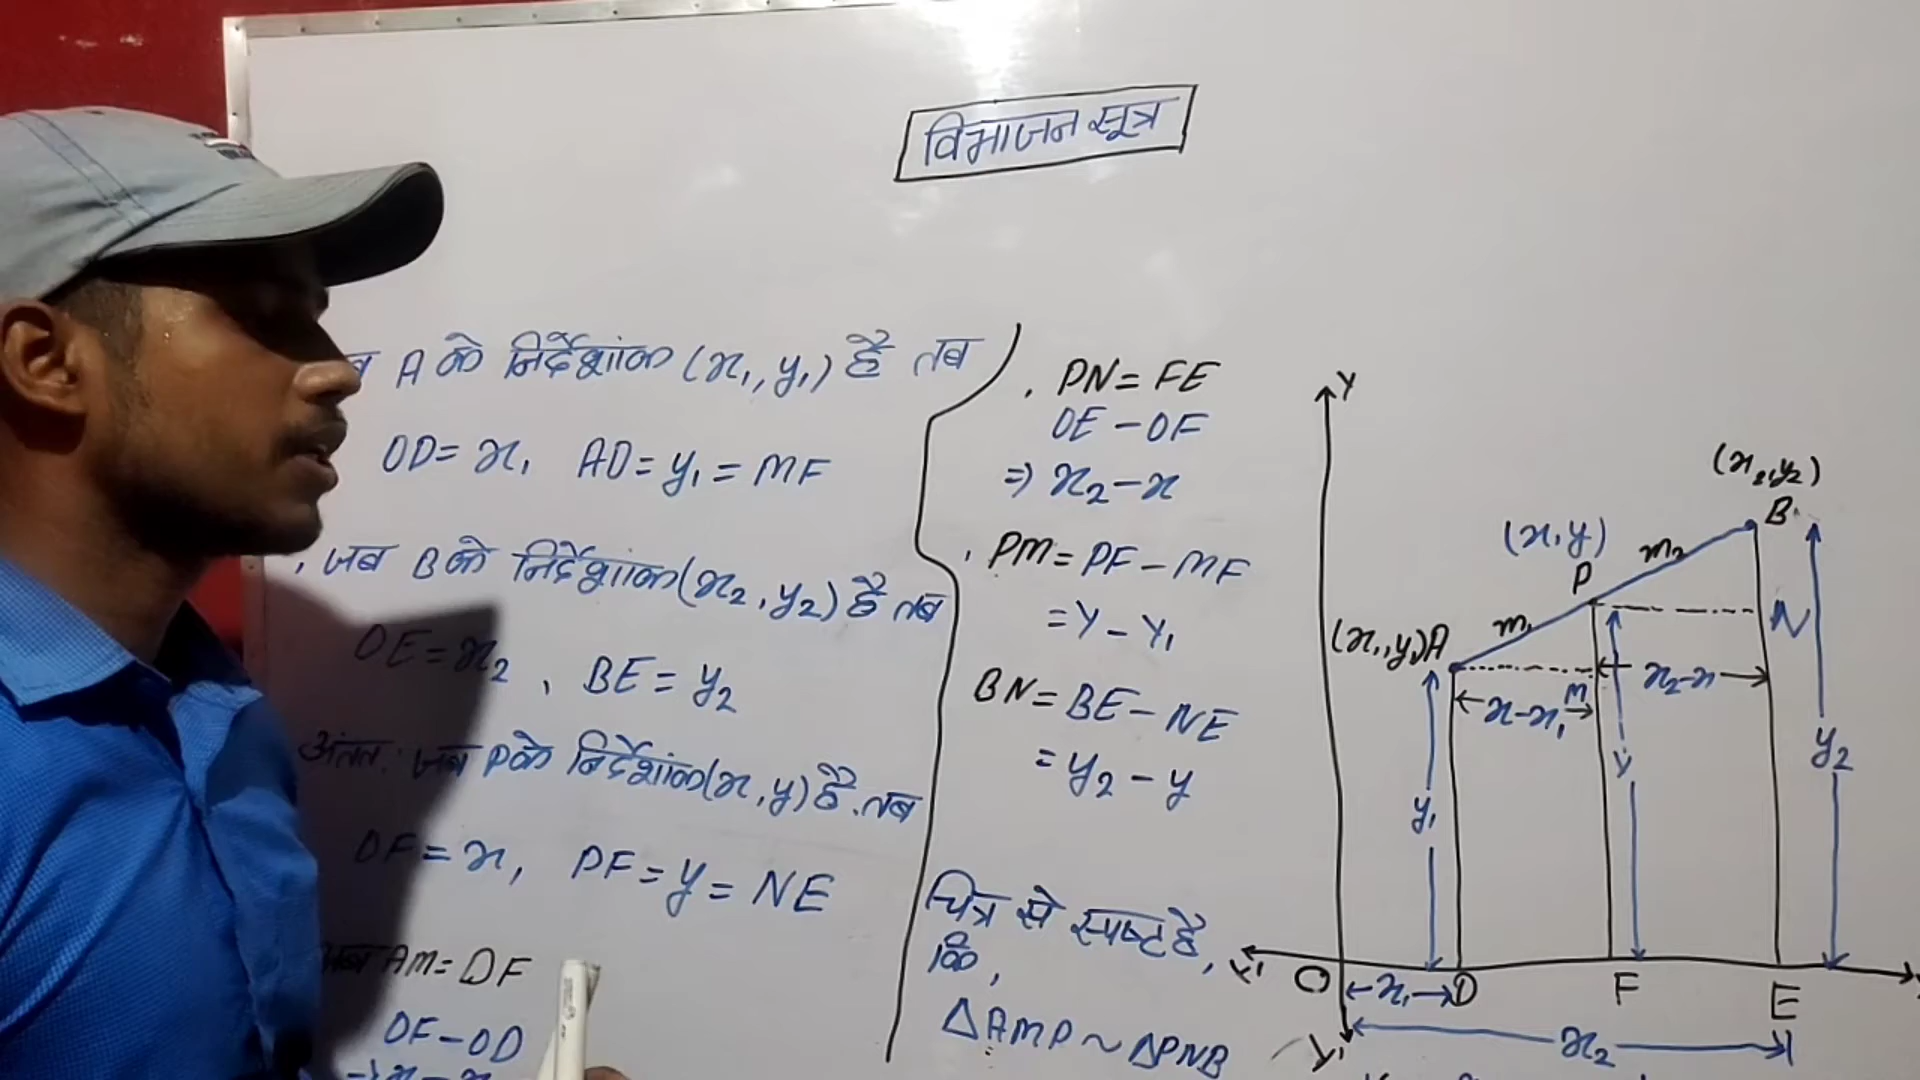 विभाजन सूत्र
A के निर्देशांक (x₁, y₁) है तब
OD = x₁ AD = y₁ = MF
, जब B के निर्देशांक (x₂, y₂) है तब
OE = x₂ , BE = y₂
अंततः जब P के निर्देशांक (x, y) है. तब
OF = x, PF = y = NE
अब AM = DF
OF - OD
. PN = FE
OE - OF
⇒ x₂ - x
. PM = PF - MF
= Y - Y₁
BN = BE - NE
= y₂ - y
चित्र से स्पष्ट है,
कि,
Δ AMP ~ ΔPNB
Y
(x₂, y₂)
B
(x, y)
m₂
P
m₁
N
(x₁, y₁) A
M
x₂-x
x-x₁
y₁
y
y₂
X'
O
x₁
D
F
E
Y'
x₂